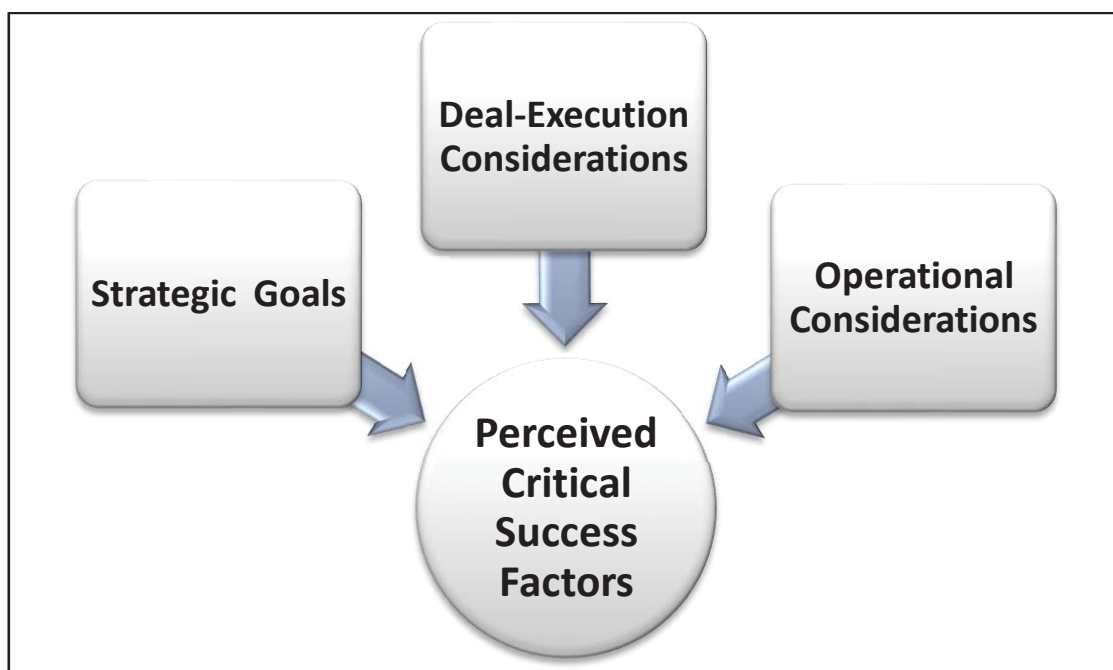 Deal-Execution
Considerations
Strategic Goals
Operational
Considerations
Perceived
Critical
Success
Factors